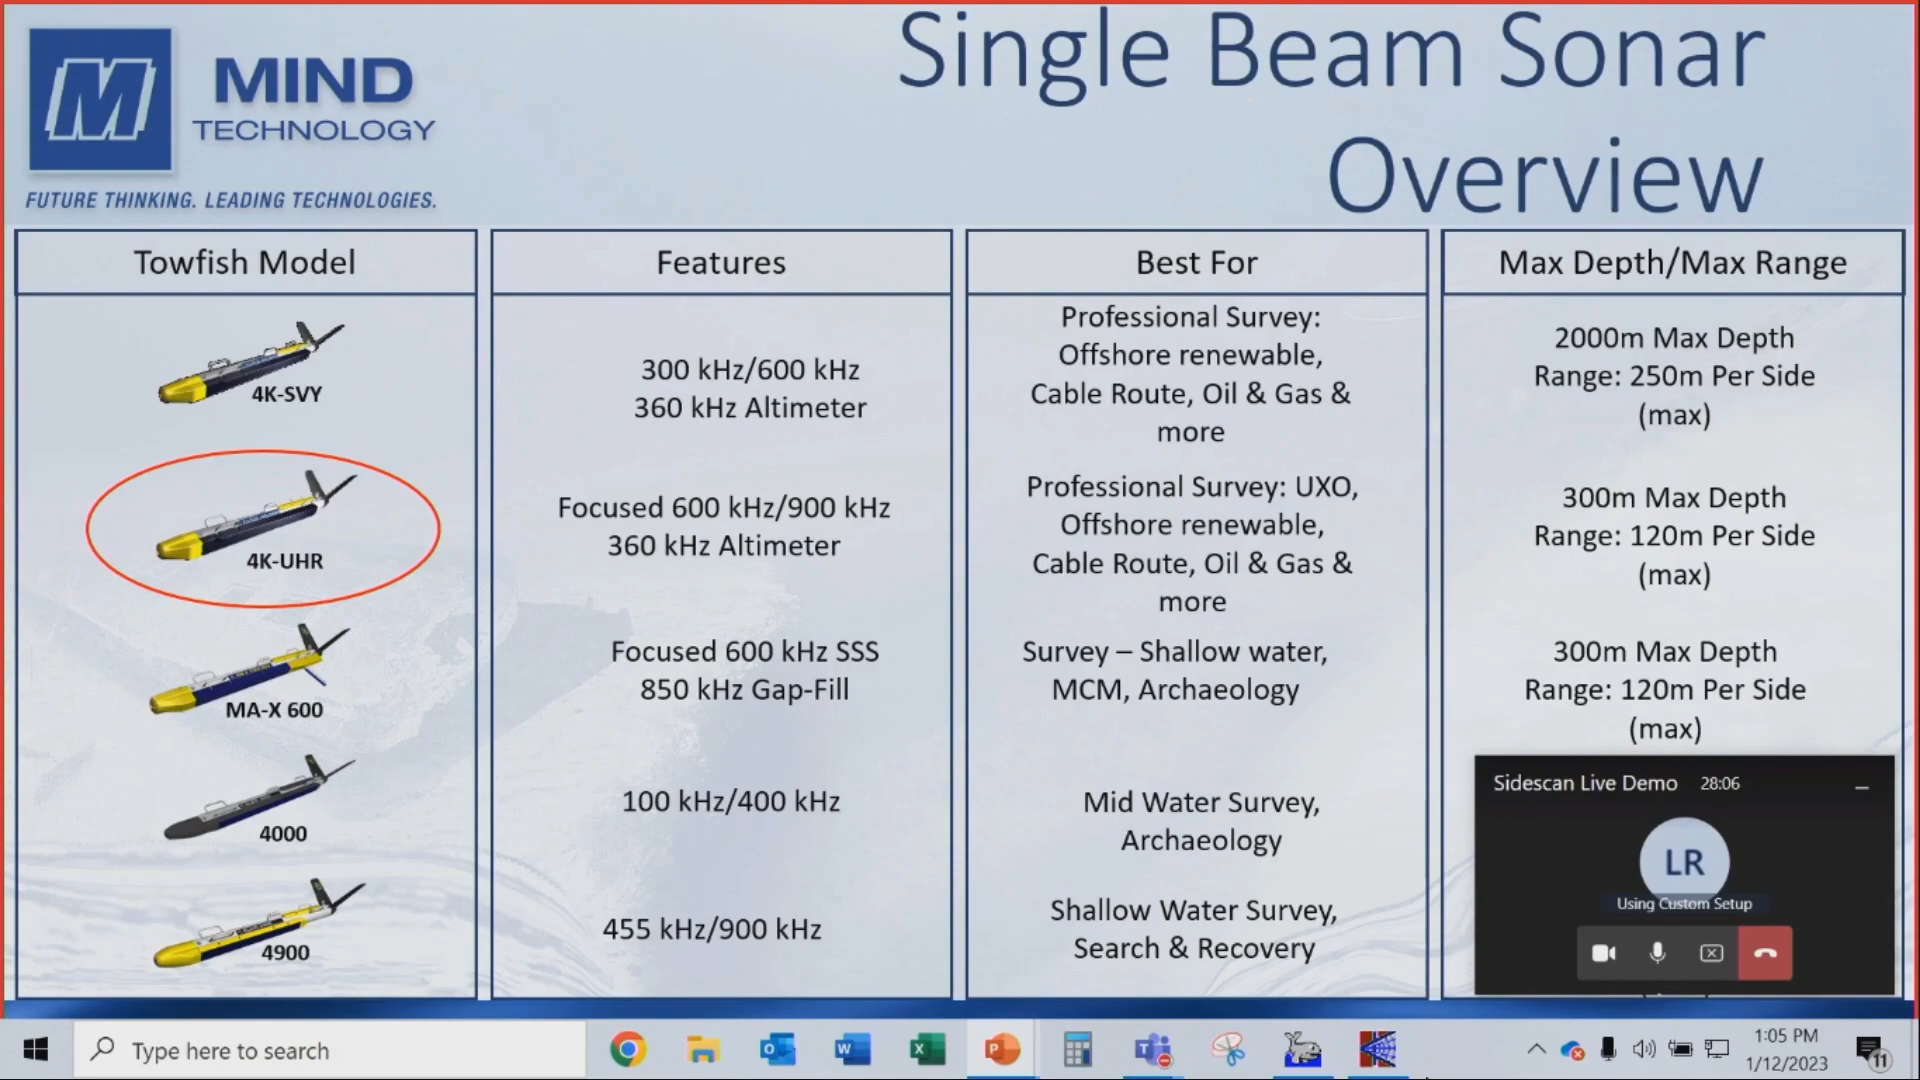 Single Beam Sonar
Overview
M
MIND
TECHNOLOGY
FUTURE THINKING. LEADING TECHNOLOGIES.
Towfish Model
Features
Best For
Max Depth/Max Range
4K-SVY
300 kHz/600 kHz
360 kHz Altimeter
Professional Survey:
Offshore renewable,
Cable Route, Oil & Gas &
more
2000m Max Depth
Range: 250m Per Side
(max)
4K-UHR
Focused 600 kHz/900 kHz
360 kHz Altimeter
Professional Survey: UXO,
Offshore renewable,
Cable Route, Oil & Gas &
more
300m Max Depth
Range: 120m Per Side
(max)
MA-X 600
Focused 600 kHz SSS
850 kHz Gap-Fill
Survey – Shallow water,
MCM, Archaeology
300m Max Depth
Range: 120m Per Side
(max)
4000
100 kHz/400 kHz
Mid Water Survey,
Archaeology
4900
455 kHz/900 kHz
Shallow Water Survey,
Search & Recovery
Sidescan Live Demo 28:06
LR
Using Custom Setup
Type here to search
1:05 PM
1/12/2023
11